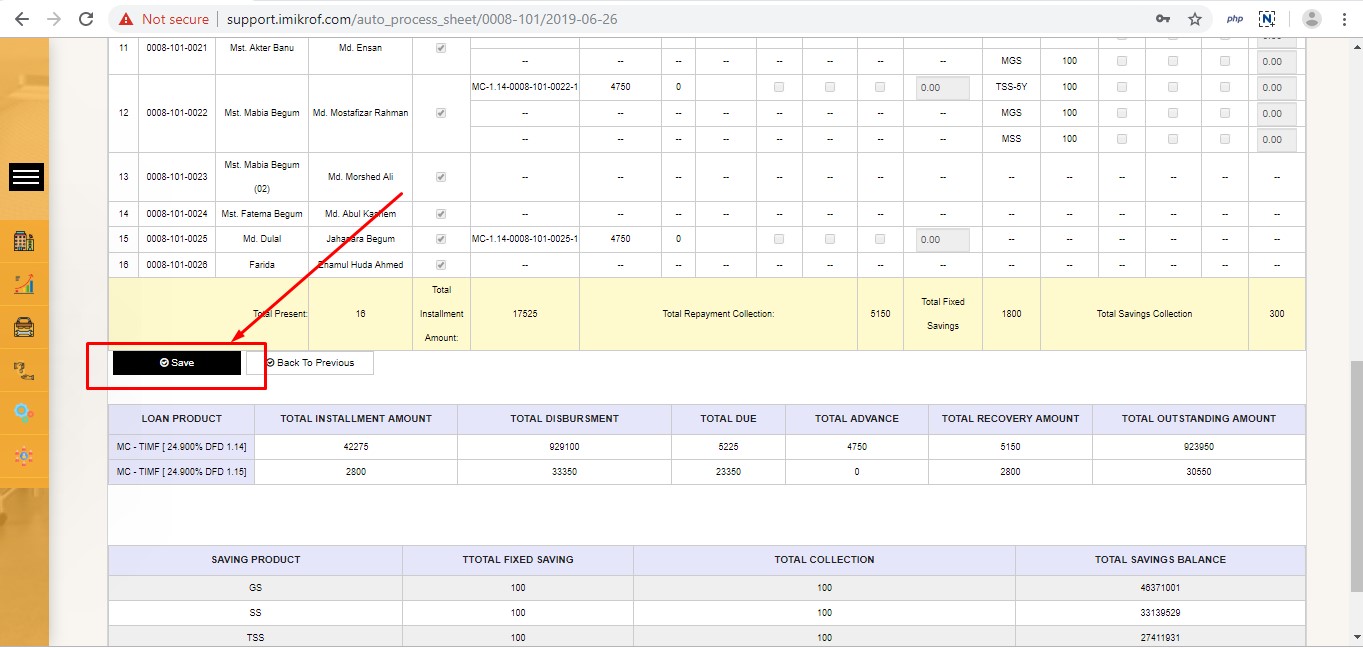 Not secure support.imikrof.com/auto_process_sheet/0008-101/2019-06-26 php N
11 0008-101-0021 Mst. Akter Banu Md. Ensan
-- -- -- -- -- -- -- -- MGS 100 0.00
MC-1.14-0008-101-0022-1 4750 0 0.00 TSS-5Y 100 0.00
12 0008-101-0022 Mst. Mabia Begum Md. Mostafizar Rahman -- -- -- -- -- -- -- -- MGS 100 0.00
-- -- -- -- -- -- -- -- MSS 100 0.00
13 0008-101-0023 Mst. Mabia Begum (02) Md. Morshed Ali -- -- -- -- -- -- -- -- -- -- -- -- -- --
14 0008-101-0024 Mst. Fatema Begum Md. Abul Kashem -- -- -- -- -- -- -- -- -- -- -- -- -- --
15 0008-101-0025 Md. Dulal Jahanara Begum MC-1.14-0008-101-0025-1 4750 0 0.00 -- -- -- -- -- --
16 0008-101-0026 Farida Huda Ahmed -- -- -- -- -- -- -- -- -- -- -- -- -- --
Total Present: 16 Total Installment Amount: 17525 Total Repayment Collection: 5150 Total Fixed Savings 1800 Total Savings Collection 300
Save Back To Previous
LOAN PRODUCT TOTAL INSTALLMENT AMOUNT TOTAL DISBURSMENT TOTAL DUE TOTAL ADVANCE TOTAL RECOVERY AMOUNT TOTAL OUTSTANDING AMOUNT
MC - TIMF [ 24.900% DFD 1.14] 42275 929100 5225 4750 5150 923950
MC - TIMF [ 24.900% DFD 1.15] 2800 33350 23350 0 2800 30550
SAVING PRODUCT TTOTAL FIXED SAVING TOTAL COLLECTION TOTAL SAVINGS BALANCE
GS 100 100 46371001
SS 100 100 33139529
TSS 100 100 27411931